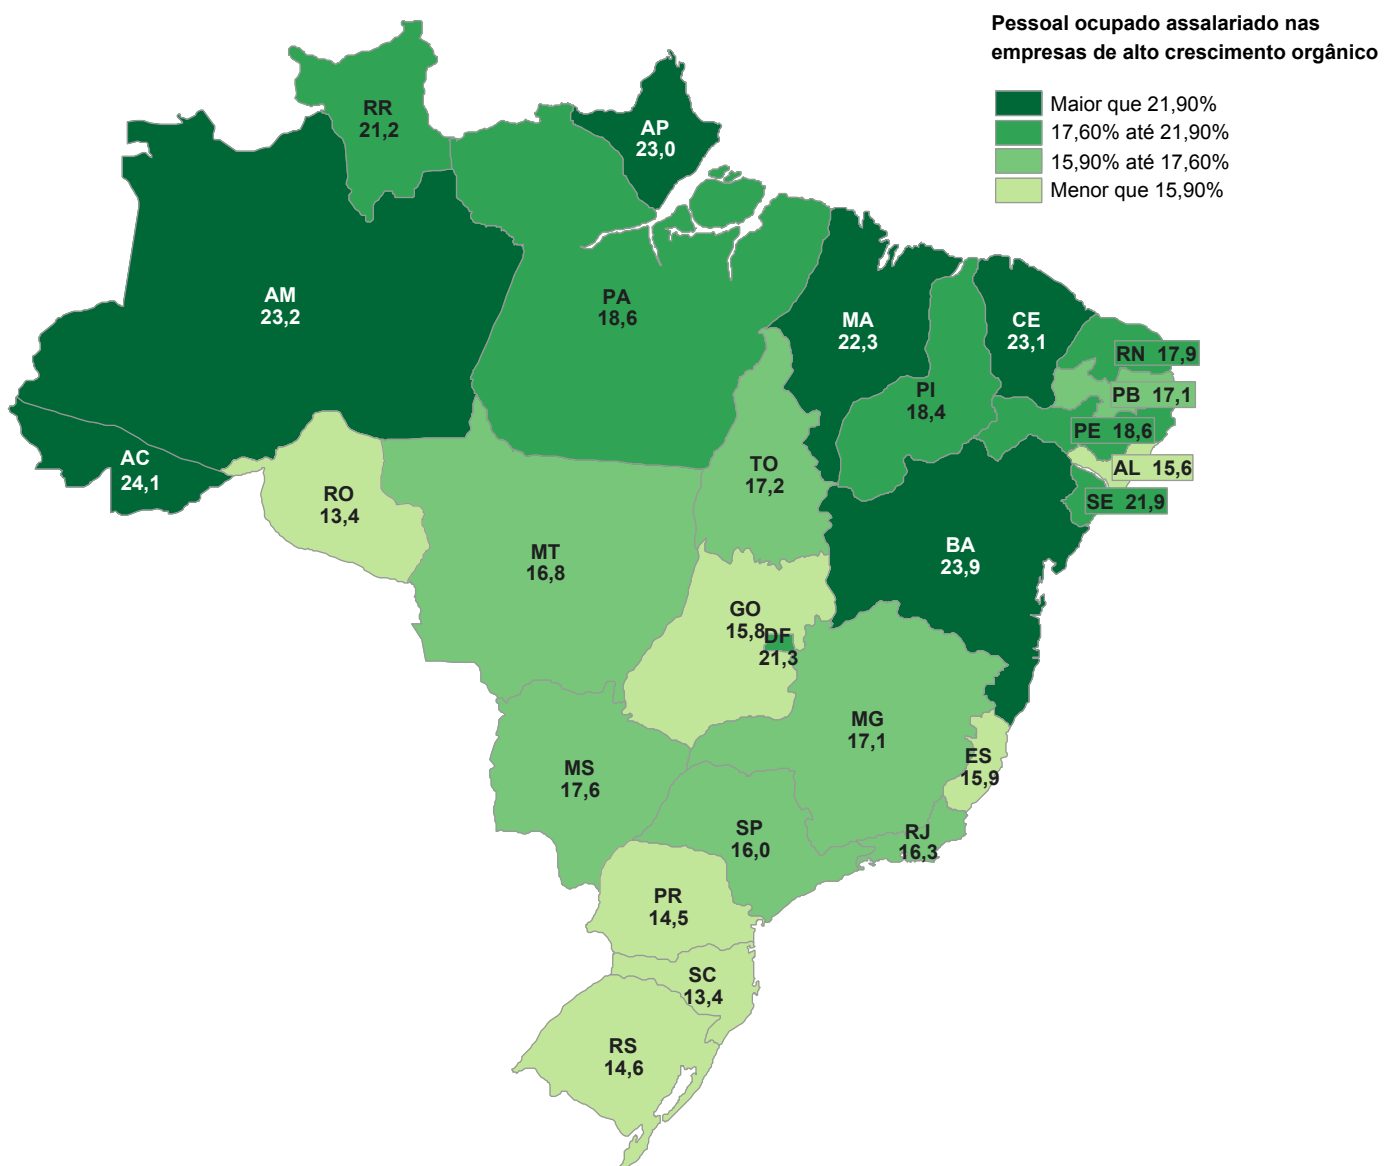 Pessoal ocupado assalariado nas
empresas de alto crescimento orgânico
Maior que 21,90%
17,60% até 21,90%
15,90% até 17,60%
Menor que 15,90%
RR
21,2
AP
23,0
AM
23,2
PA
18,6
MA
22,3
CE
23,1
RN 17,9
PB 17,1
PI
18,4
PE 18,6
AC
24,1
TO
17,2
AL 15,6
RO
13,4
SE 21,9
MT
16,8
BA
23,9
GO
15,8
DF
21,3
MG
17,1
MS
17,6
ES
15,9
SP
16,0
RJ
16,3
PR
14,5
SC
13,4
RS
14,6